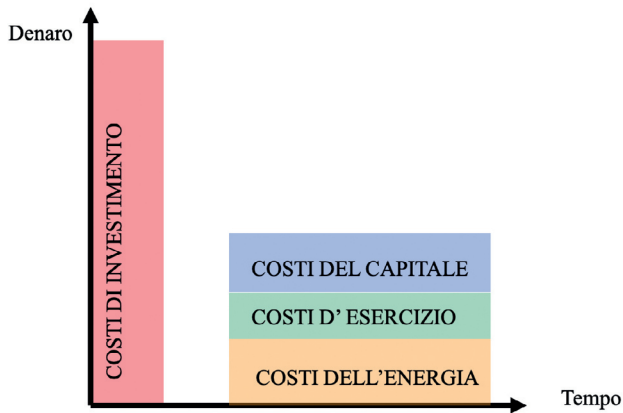 Denaro
COSTI DI INVESTIMENTO
COSTI DEL CAPITALE
COSTI D’ ESERCIZIO
COSTI DELL’ENERGIA
Tempo